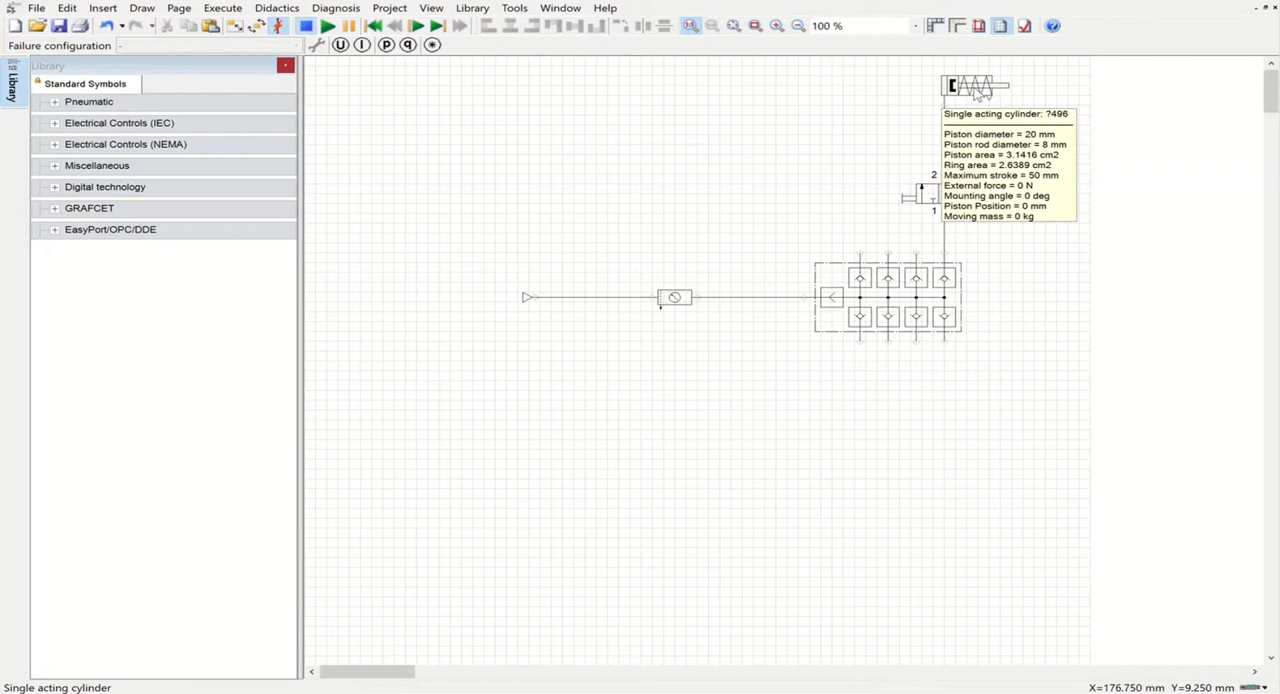 File Edit Insert Draw Page Execute Didactics Diagnosis Project View Library Tools Window Help
100 %
Failure configuration -
U I p q
Library
Library
Standard Symbols
Pneumatic
Electrical Controls (IEC)
Electrical Controls (NEMA)
Miscellaneous
Digital technology
GRAFCET
EasyPort/OPC/DDE
Single acting cylinder: ?496
Piston diameter = 20 mm
Piston rod diameter = 8 mm
Piston area = 3.1416 cm2
Ring area = 2.6389 cm2
Maximum stroke = 50 mm
External force = 0 N
Mounting angle = 0 deg
Piston Position = 0 mm
Moving mass = 0 kg
2
1
Single acting cylinder
X=176.750 mm Y=9.250 mm